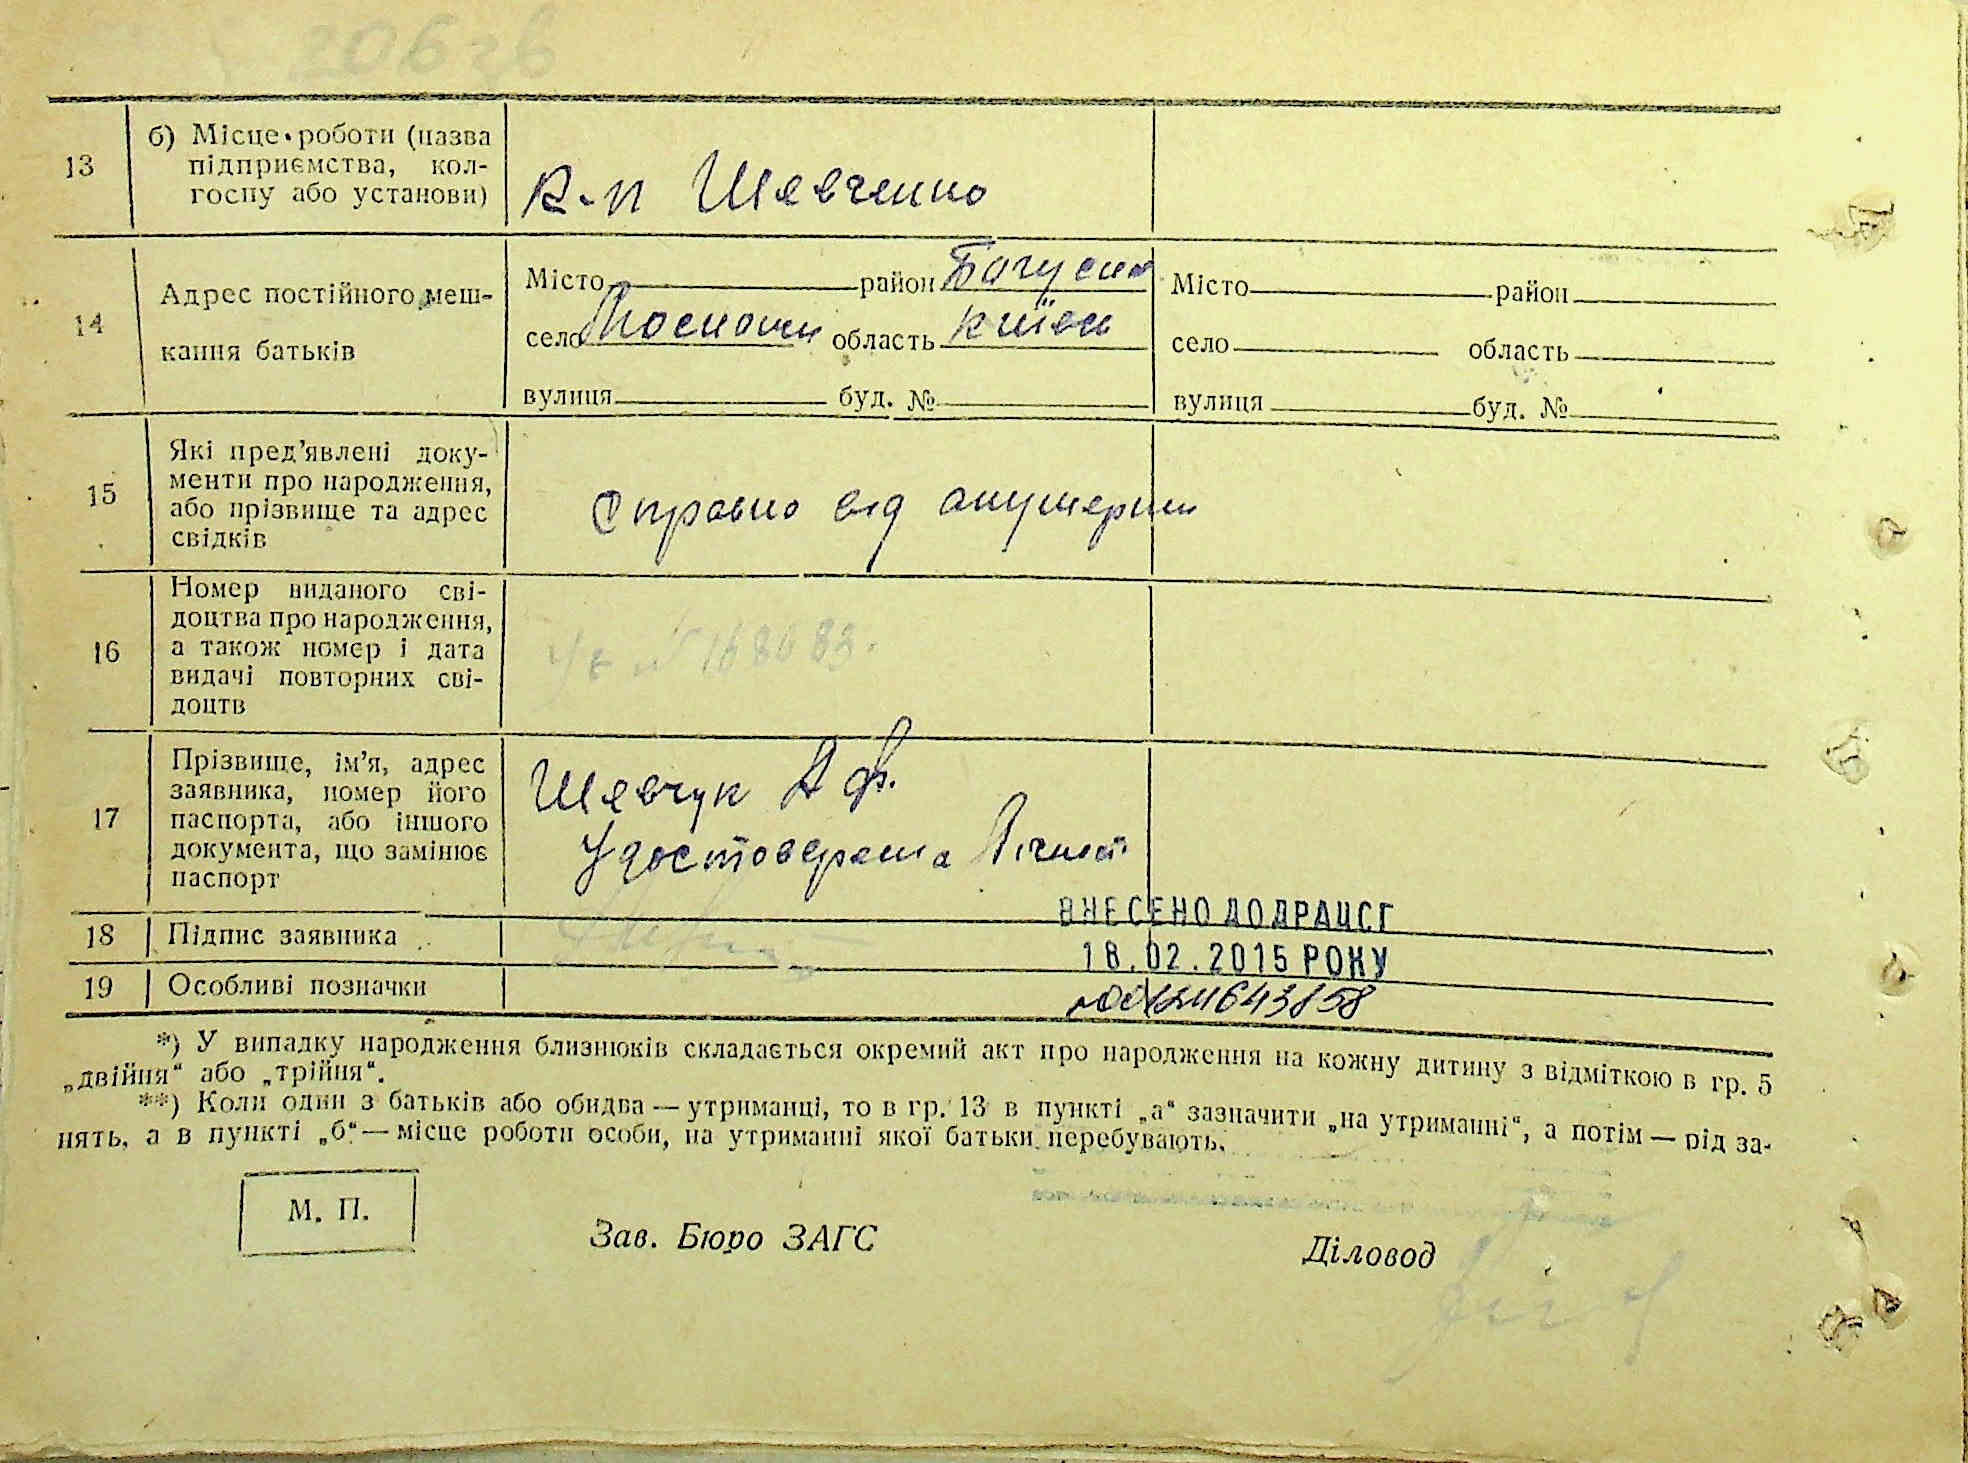 206 зв
13
б) Місце роботи (назва
підприємства, кол-
госпу або установи)
к-п Шевченко
14
Адрес постійного меш-
кання батьків
Місто район Богуслав
село область Київськ
вулиця буд. №
Місто район
село область
вулиця буд. №
15
Які пред’явлені доку-
менти про народження,
або прізвище та адрес
свідків
Справка від акушерки
16
Номер виданого сві-
доцтва про народження,
а також номер і дата
видачі повторних сві-
доцтв
17
Прізвище, ім’я, адрес
заявника, номер його
паспорта, або іншого
документа, що замінює
паспорт
Шевчук А ф.
Удостоверена Лічност
18
Підпис заявника
ВНЕСЕНО ДО ДРАЦСГ
18.02.2015 РОКУ
19
Особливі позначки
*) У випадку народження близнюків складається окремий акт про народження на кожну дитину з відміткою в гр. 5
„двійня“ або „трійня“.
**) Коли один з батьків або обидва — утриманці, то в гр. 13 в пункті „а“ зазначити „на утриманні“, а потім — рід за-
нять, а в пункті „б“ — місце роботи особи, на утриманні якої батьки перебувають.
М. П.
Зав. Бюро ЗАГС
Діловод